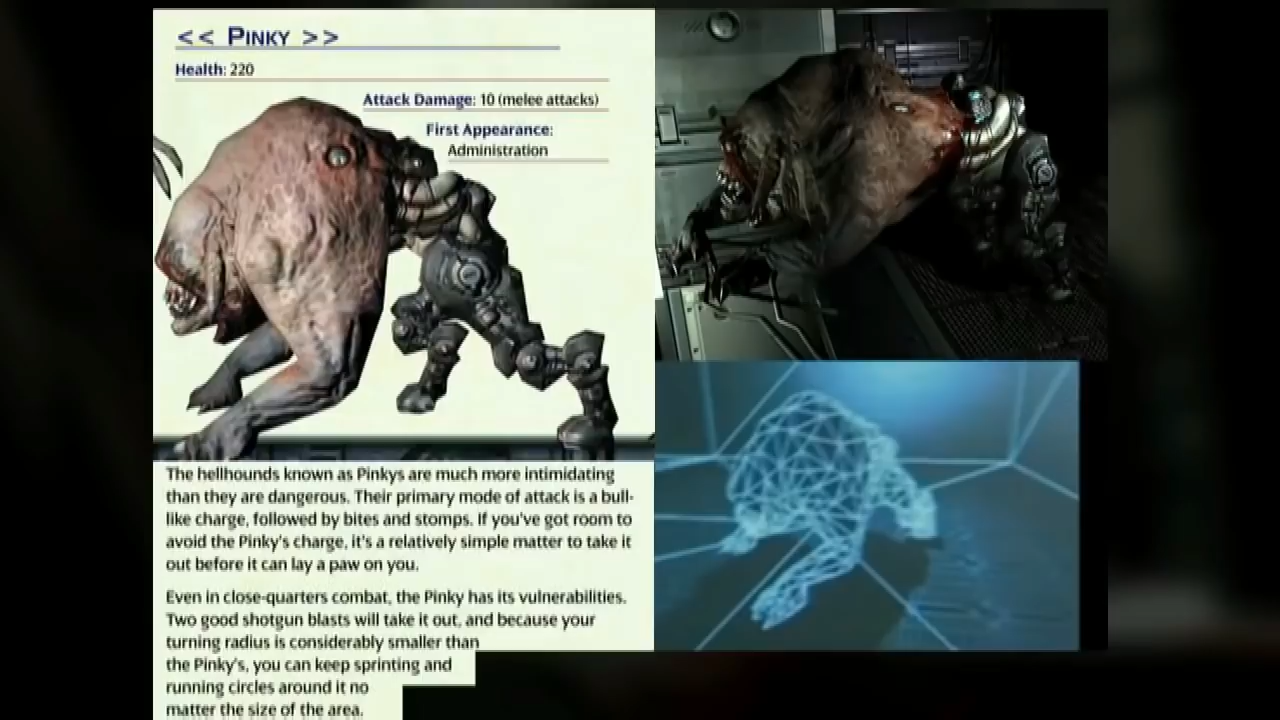 << Pinky >>
Health: 220
Attack Damage: 10 (melee attacks)
First Appearance:
Administration
The hellhounds known as Pinkys are much more intimidating
than they are dangerous. Their primary mode of attack is a bull-
like charge, followed by bites and stomps. If you've got room to
avoid the Pinky's charge, it's a relatively simple matter to take it
out before it can lay a paw on you.
Even in close-quarters combat, the Pinky has its vulnerabilities.
Two good shotgun blasts will take it out, and because your
turning radius is considerably smaller than
the Pinky's, you can keep sprinting and
running circles around it no
matter the size of the area.